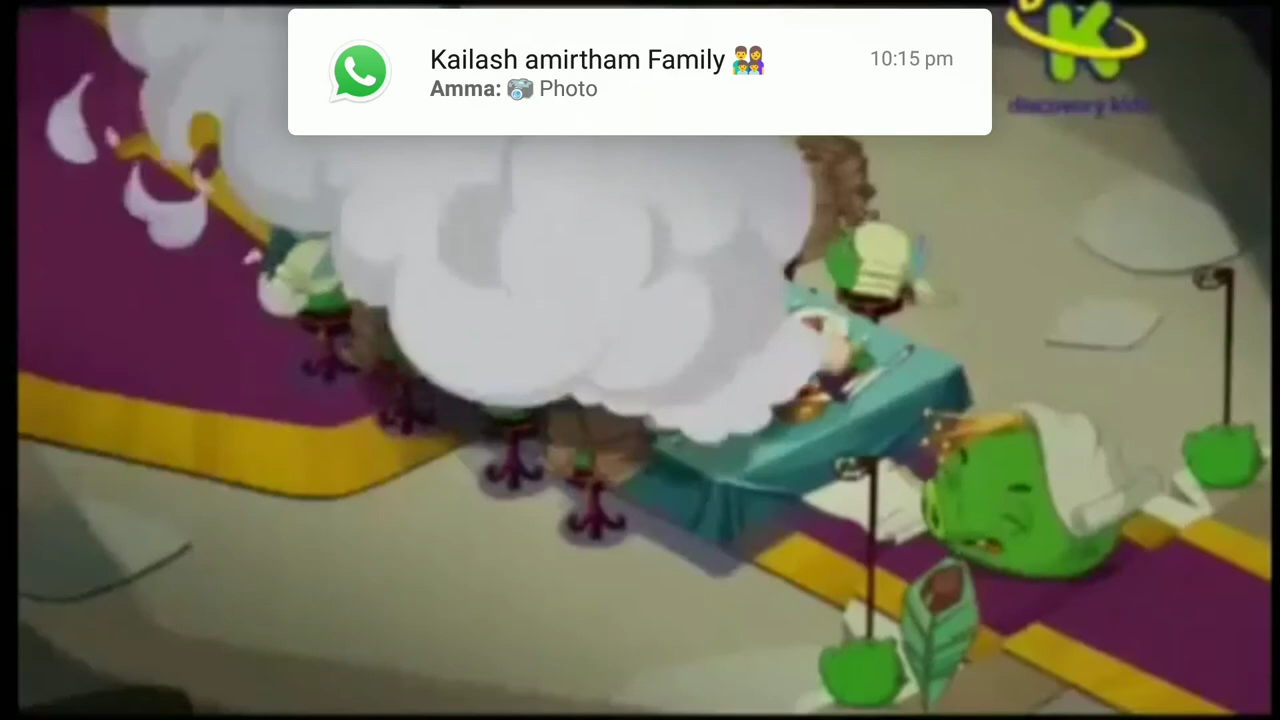 Kailash amirtham Family 👨‍👩‍👧‍👦
10:15 pm
Amma: 📷 Photo
K
discovery kids